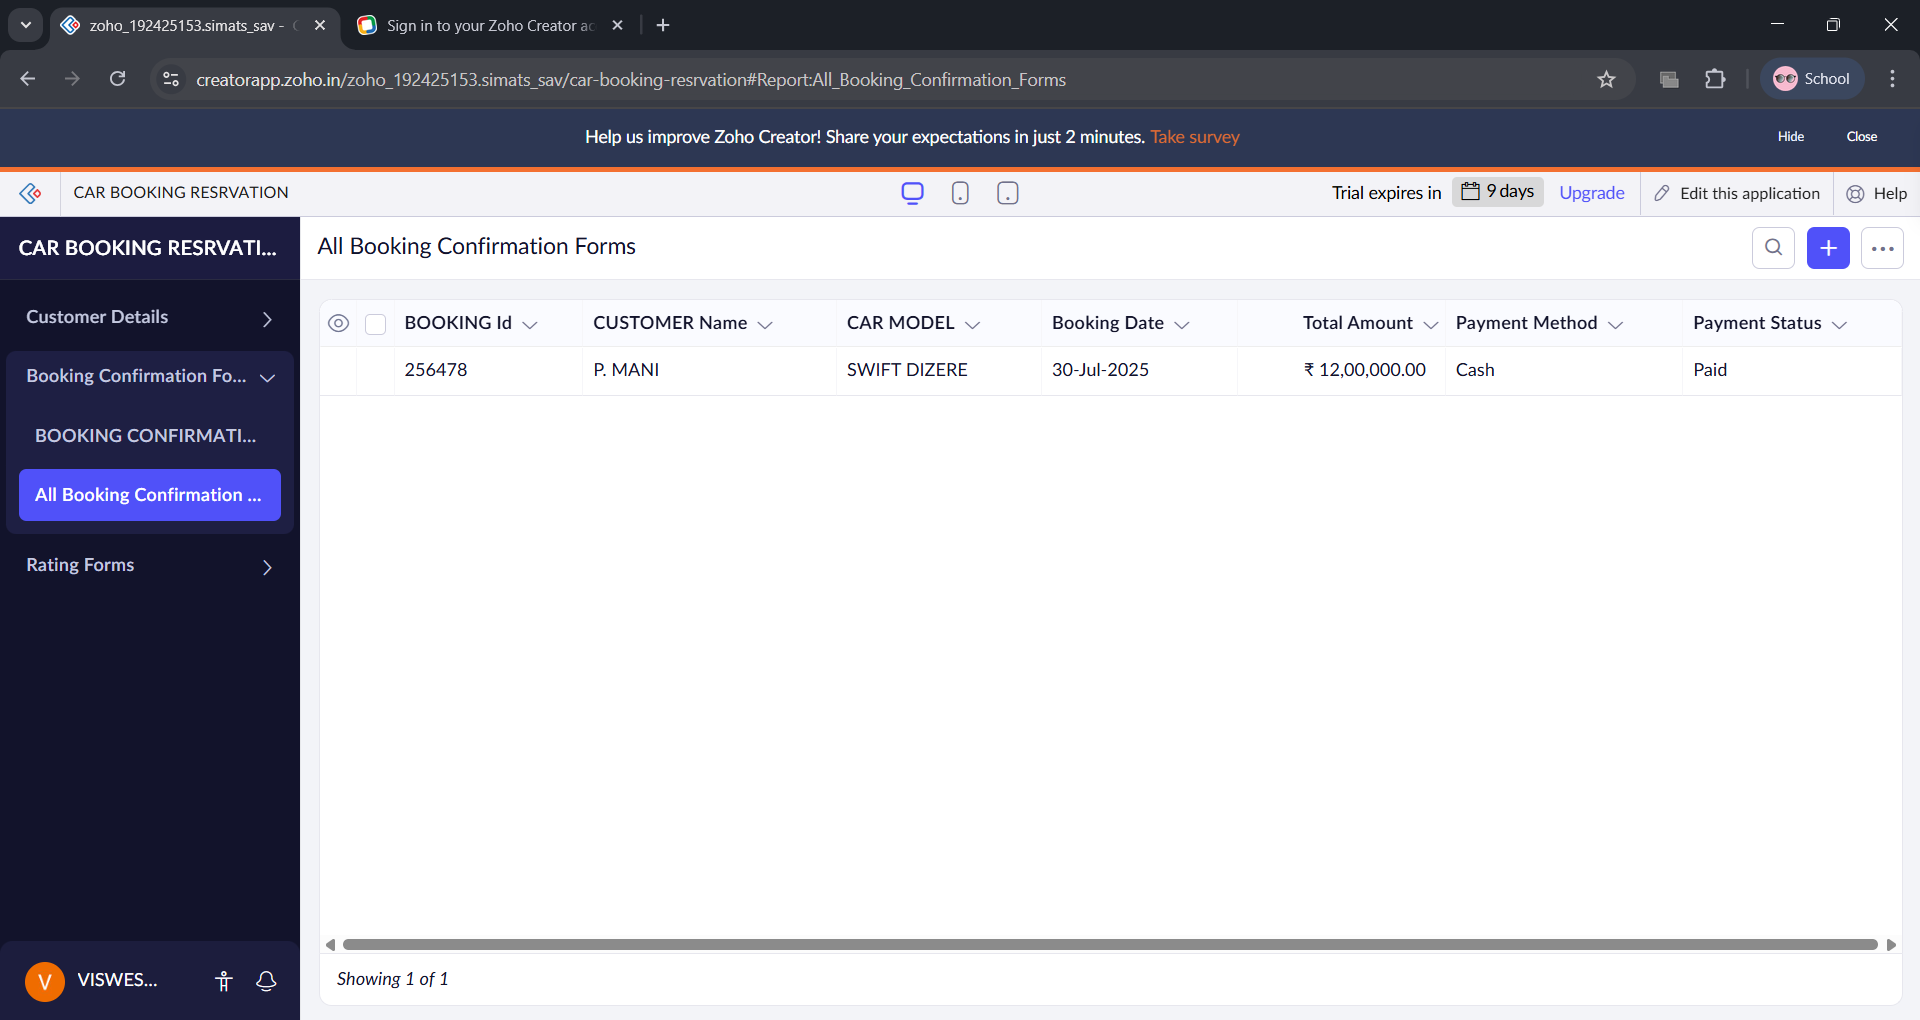 zoho_192425153.simats_sav -
Sign in to your Zoho Creator ac
creatorapp.zoho.in/zoho_192425153.simats_sav/car-booking-resrvation#Report:All_Booking_Confirmation_Forms
School
Help us improve Zoho Creator! Share your expectations in just 2 minutes. Take survey
Hide
Close
CAR BOOKING RESRVATION
Trial expires in 9 days
Upgrade
Edit this application
Help
CAR BOOKING RESRVATI...
All Booking Confirmation Forms
Customer Details
Booking Confirmation Fo...
BOOKING CONFIRMATI...
All Booking Confirmation ...
Rating Forms
BOOKING Id CUSTOMER Name CAR MODEL Booking Date Total Amount Payment Method Payment Status
256478 P. MANI SWIFT DIZERE 30-Jul-2025 ₹ 12,00,000.00 Cash Paid
Showing 1 of 1
V VISWES...